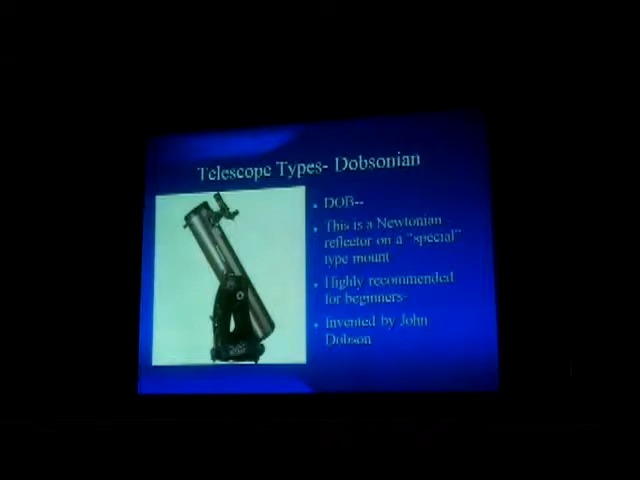 Telescope Types- Dobsonian
DOB--
This is a Newtonian
reflector on a "special"
type mount
Highly recommended
for beginners-
Invented by John
Dobson